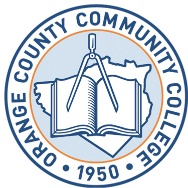 ORANGE COUNTY COMMUNITY COLLEGE
• 1950 •